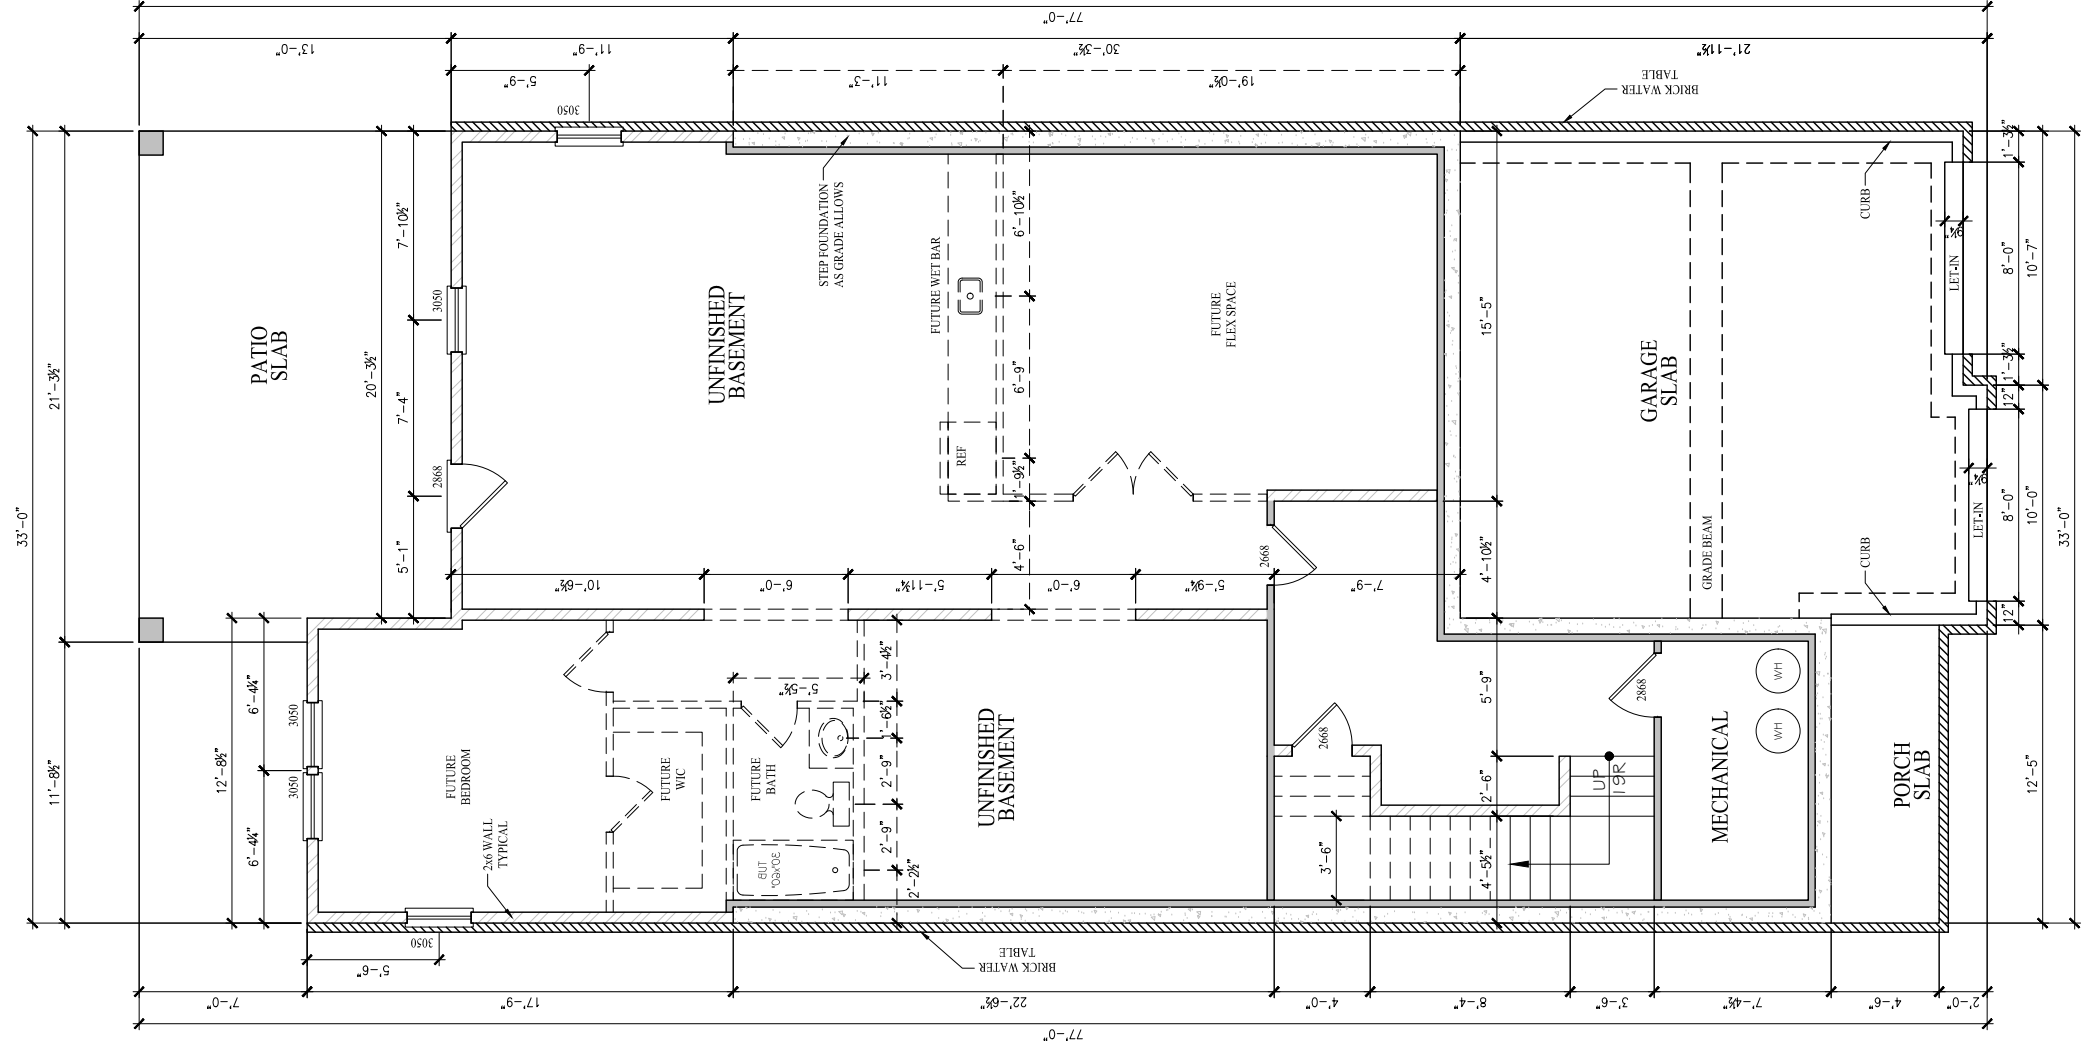 77'-0"
13'-0"
11'-9"
30'-3½"
21'-11½"
5'-9"
11'-3"
19'-0½"
BRICK WATER
TABLE
3050
33'-0"
21'-3½"
20'-3½"
7'-10½"
7'-4"
5'-1"
3050
2868
PATIO
SLAB
UNFINISHED
BASEMENT
STEP FOUNDATION
AS GRADE ALLOWS
FUTURE WET BAR
REF
6'-10½"
6'-9"
1'-9½"
4'-6"
FUTURE
FLEX SPACE
15'-5"
4'-10½"
GARAGE
SLAB
GRADE BEAM
CURB
CURB
LET-IN
LET-IN
9¼"
9¼"
1'-3½"
8'-0"
1'-3½"
12"
8'-0"
12"
10'-7"
10'-0"
33'-0"
12'-5"
10'-6½"
6'-0"
5'-11¾"
6'-0"
5'-9¼"
7'-9"
2668
11'-8½"
12'-8½"
6'-4¼"
6'-4¼"
3050
3050
FUTURE
BEDROOM
2x6 WALL
TYPICAL
FUTURE
WIC
FUTURE
BATH
30"x60"
TUB
5'-5½"
3'-4½"
1'-6½"
2'-9"
2'-9"
2'-2½"
UNFINISHED
BASEMENT
2668
5'-9"
2'-6"
4'-5½"
3'-6"
UP
19R
2868
MECHANICAL
WH
WH
PORCH
SLAB
3050
5'-6"
BRICK WATER
TABLE
7'-0"
17'-9"
22'-6½"
4'-0"
8'-4"
3'-6"
7'-4½"
4'-6"
2'-0"
77'-0"